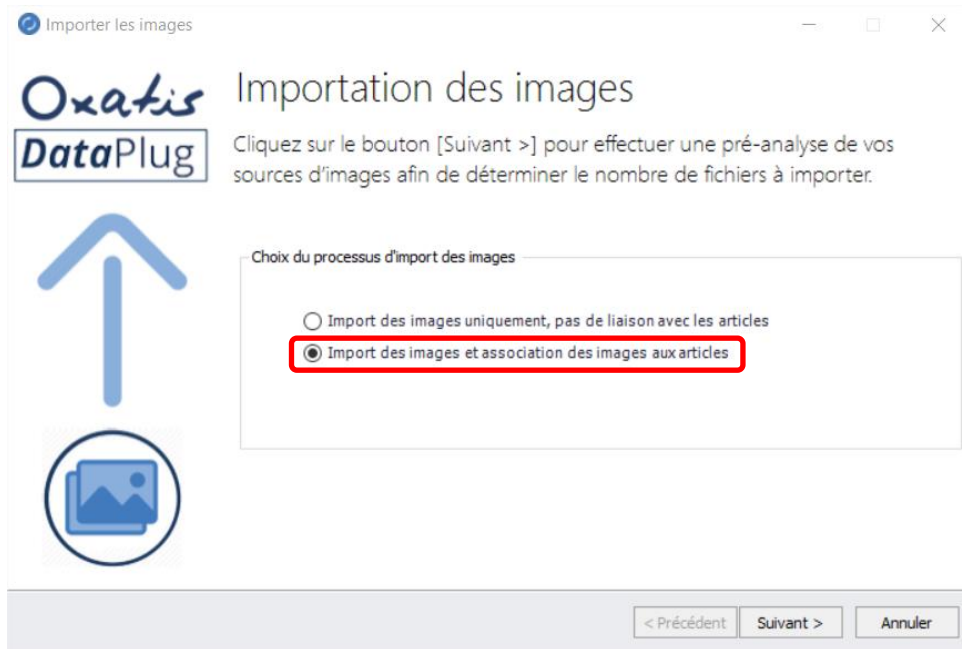 Importer les images
Oxatis
DataPlug
Importation des images
Cliquez sur le bouton [Suivant >] pour effectuer une pré-analyse de vos
sources d'images afin de déterminer le nombre de fichiers à importer.
Choix du processus d'import des images
Import des images uniquement, pas de liaison avec les articles
Import des images et association des images aux articles
< Précédent
Suivant >
Annuler